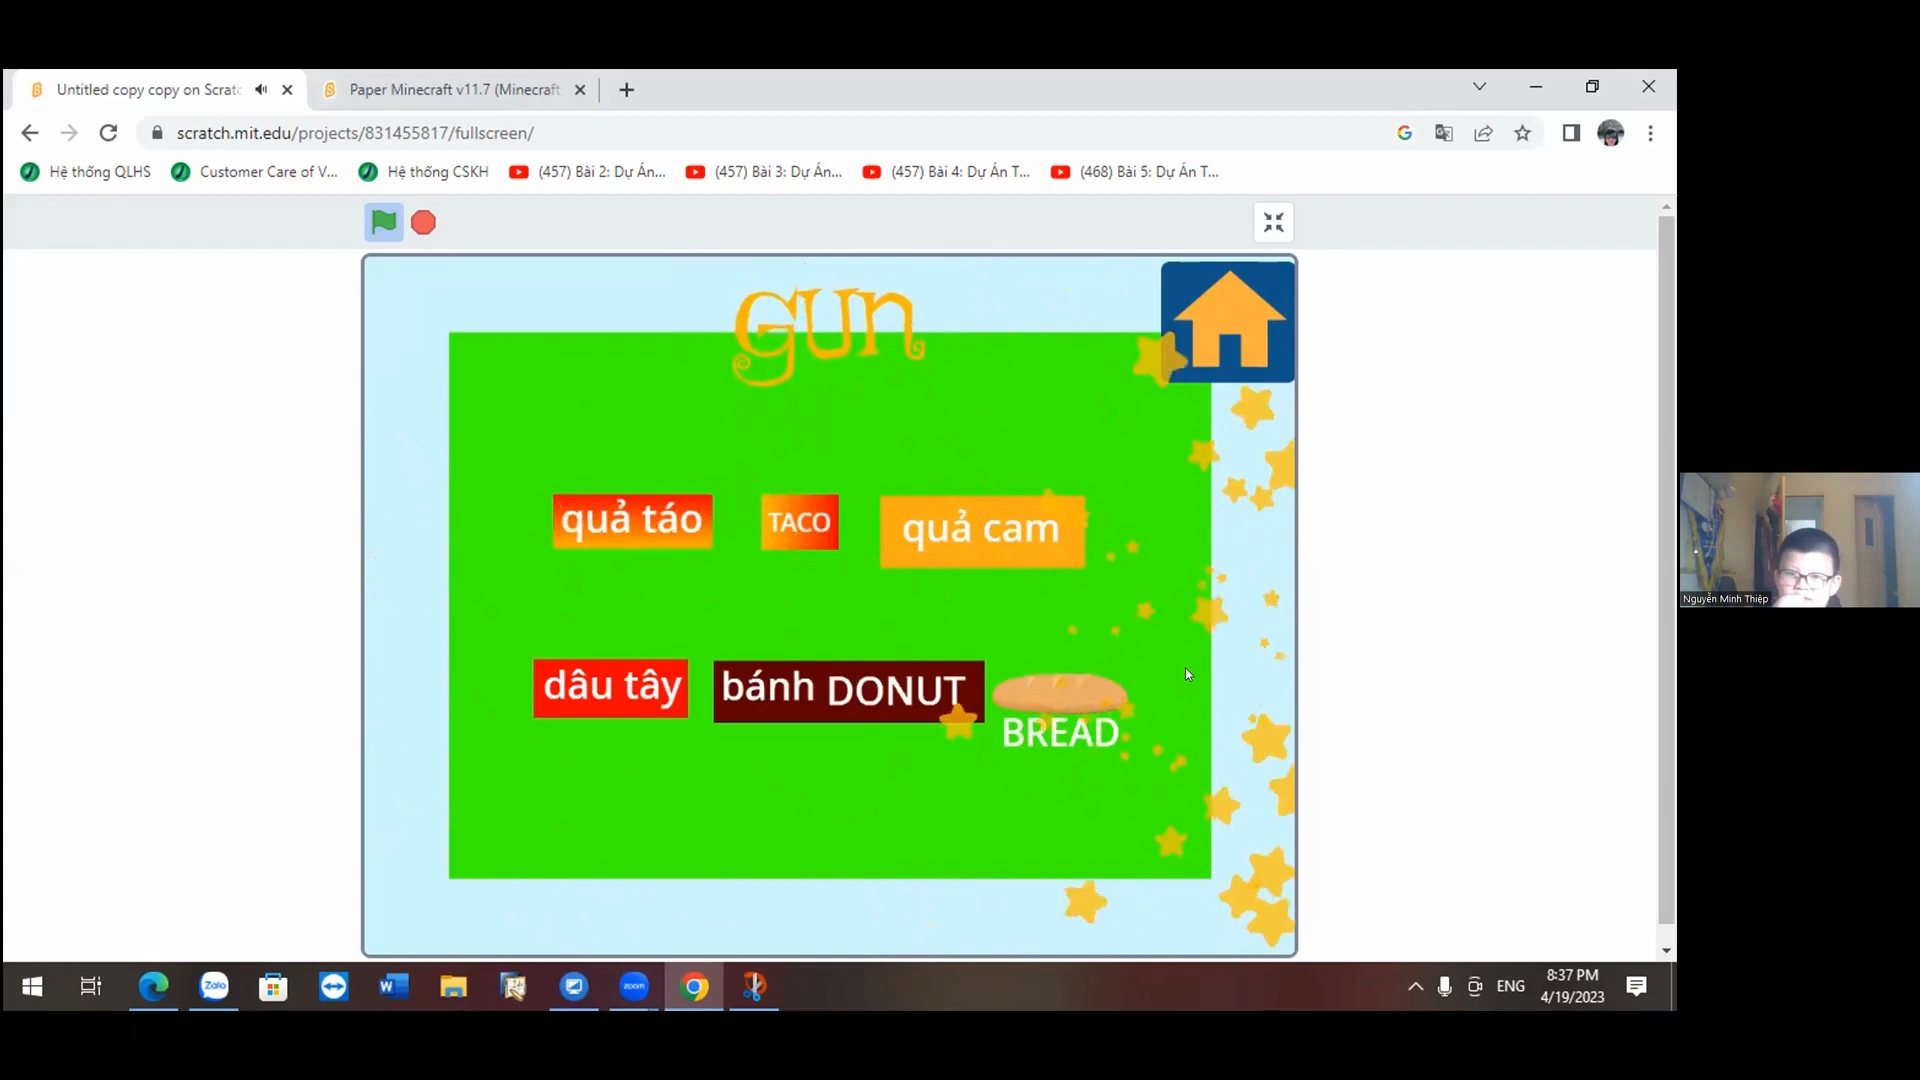 Untitled copy copy on Scratc
Paper Minecraft v11.7 (Minecraft
scratch.mit.edu/projects/831455817/fullscreen/
Hệ thống QLHS
Customer Care of V...
Hệ thống CSKH
(457) Bài 2: Dự Án...
(457) Bài 3: Dự Án...
(457) Bài 4: Dự Án T...
(468) Bài 5: Dự Án T...
Gun
quả táo
TACO
quả cam
dâu tây
bánh DONUT
BREAD
Nguyễn Minh Thiệp
Zalo
zoom
ENG
8:37 PM
4/19/2023